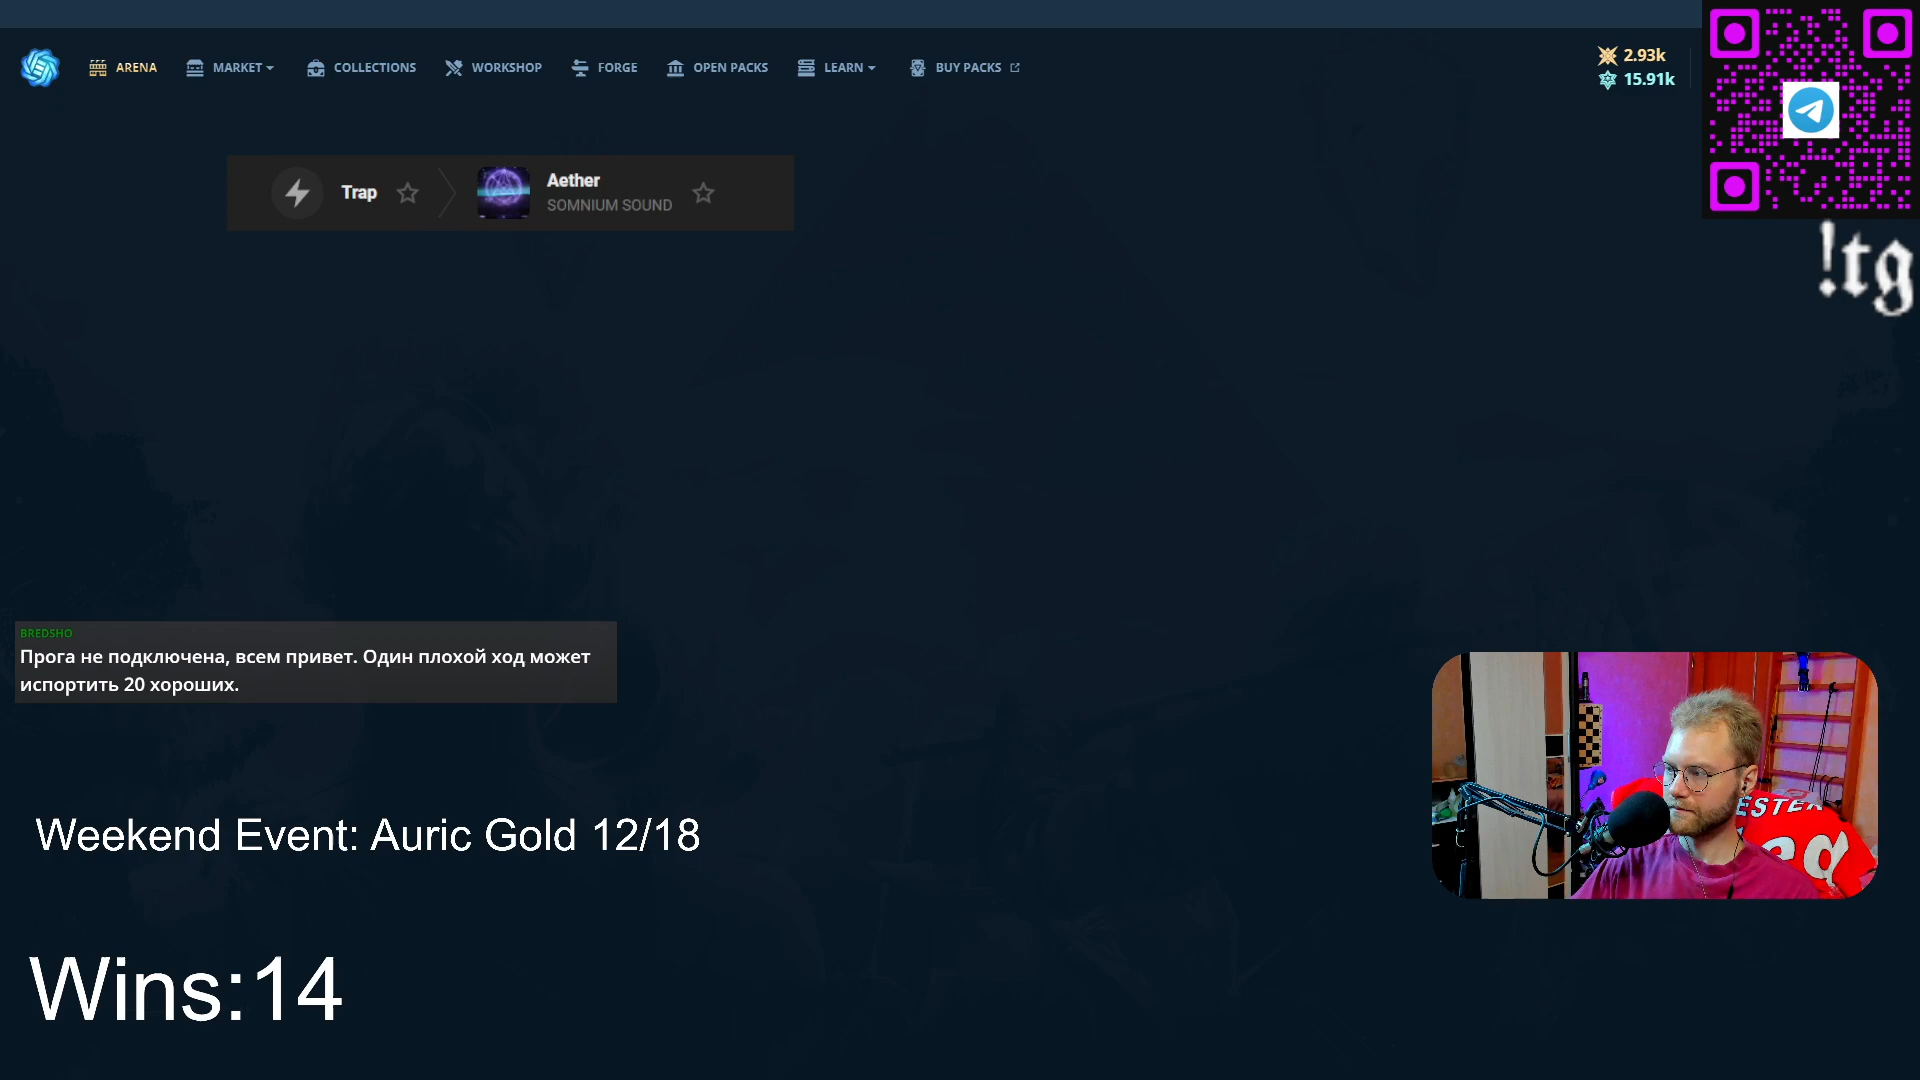 ARENA
MARKET
COLLECTIONS
WORKSHOP
FORGE
OPEN PACKS
LEARN
BUY PACKS
2.93k
15.91k
!tg
Trap
Aether
SOMNIUM SOUND
BREDSHO
Прога не подключена, всем привет. Один плохой ход может
испортить 20 хороших.
ESTER
Weekend Event: Auric Gold 12/18
Wins:14